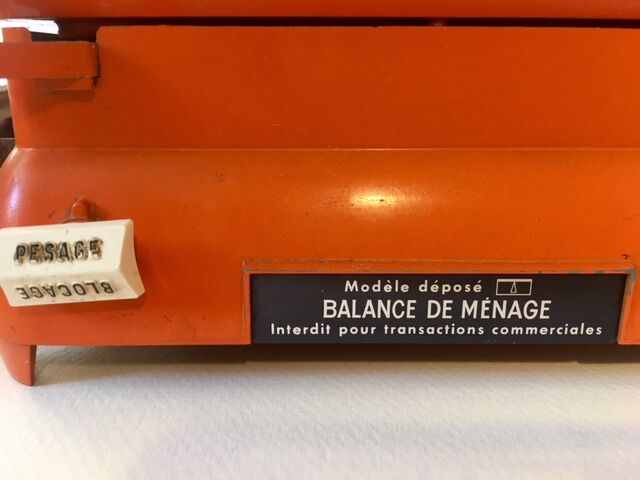 PESAGE
BLOCAGE
Modèle déposé
BALANCE DE MÉNAGE
Interdit pour transactions commerciales